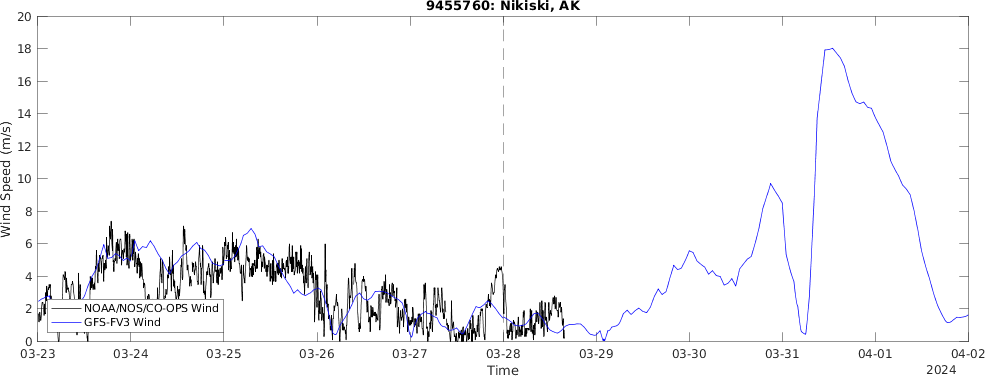 9455760: Nikiski, AK
20
18
16
14
12
10
8
6
4
2
0
Wind Speed (m/s)
NOAA/NOS/CO-OPS Wind
GFS-FV3 Wind
03-23 03-24 03-25 03-26 03-27 03-28 03-29 03-30 03-31 04-01 04-02
Time
2024